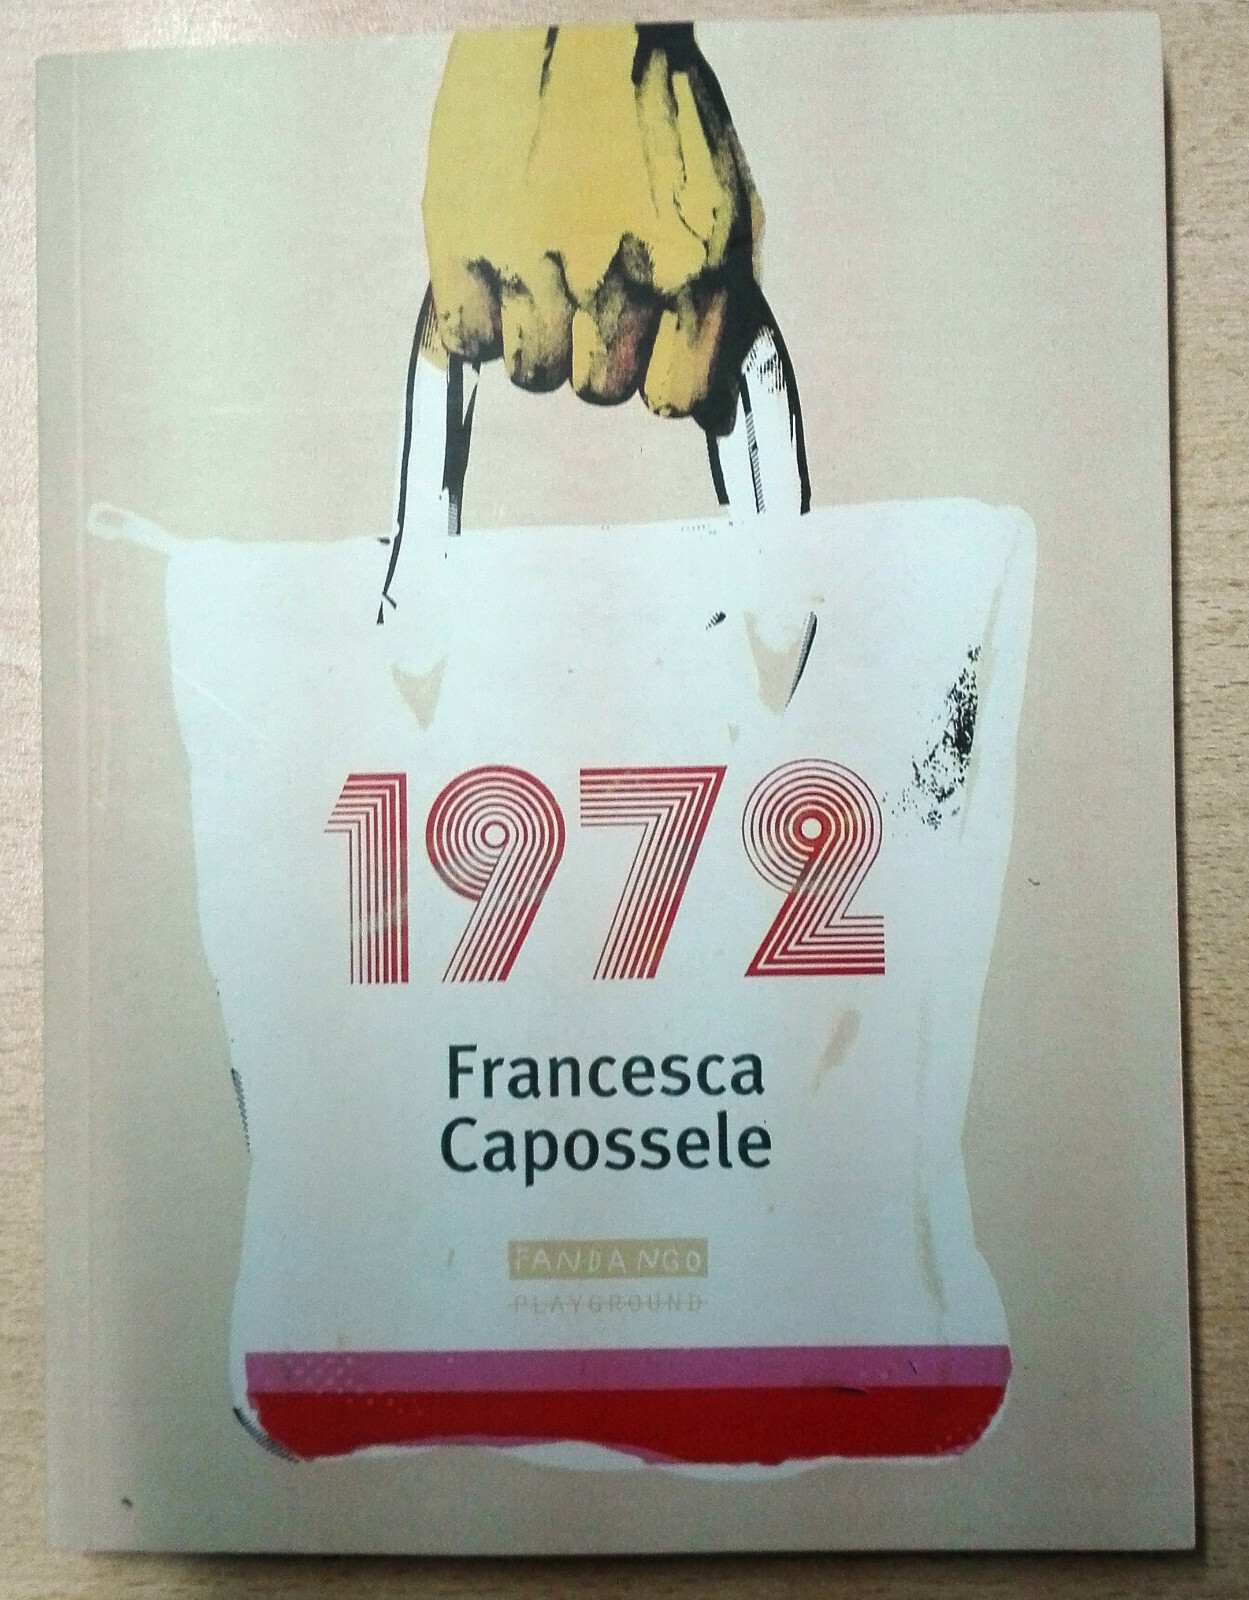 1972
Francesca
Capossele
FANDANGO
PLAYGROUND